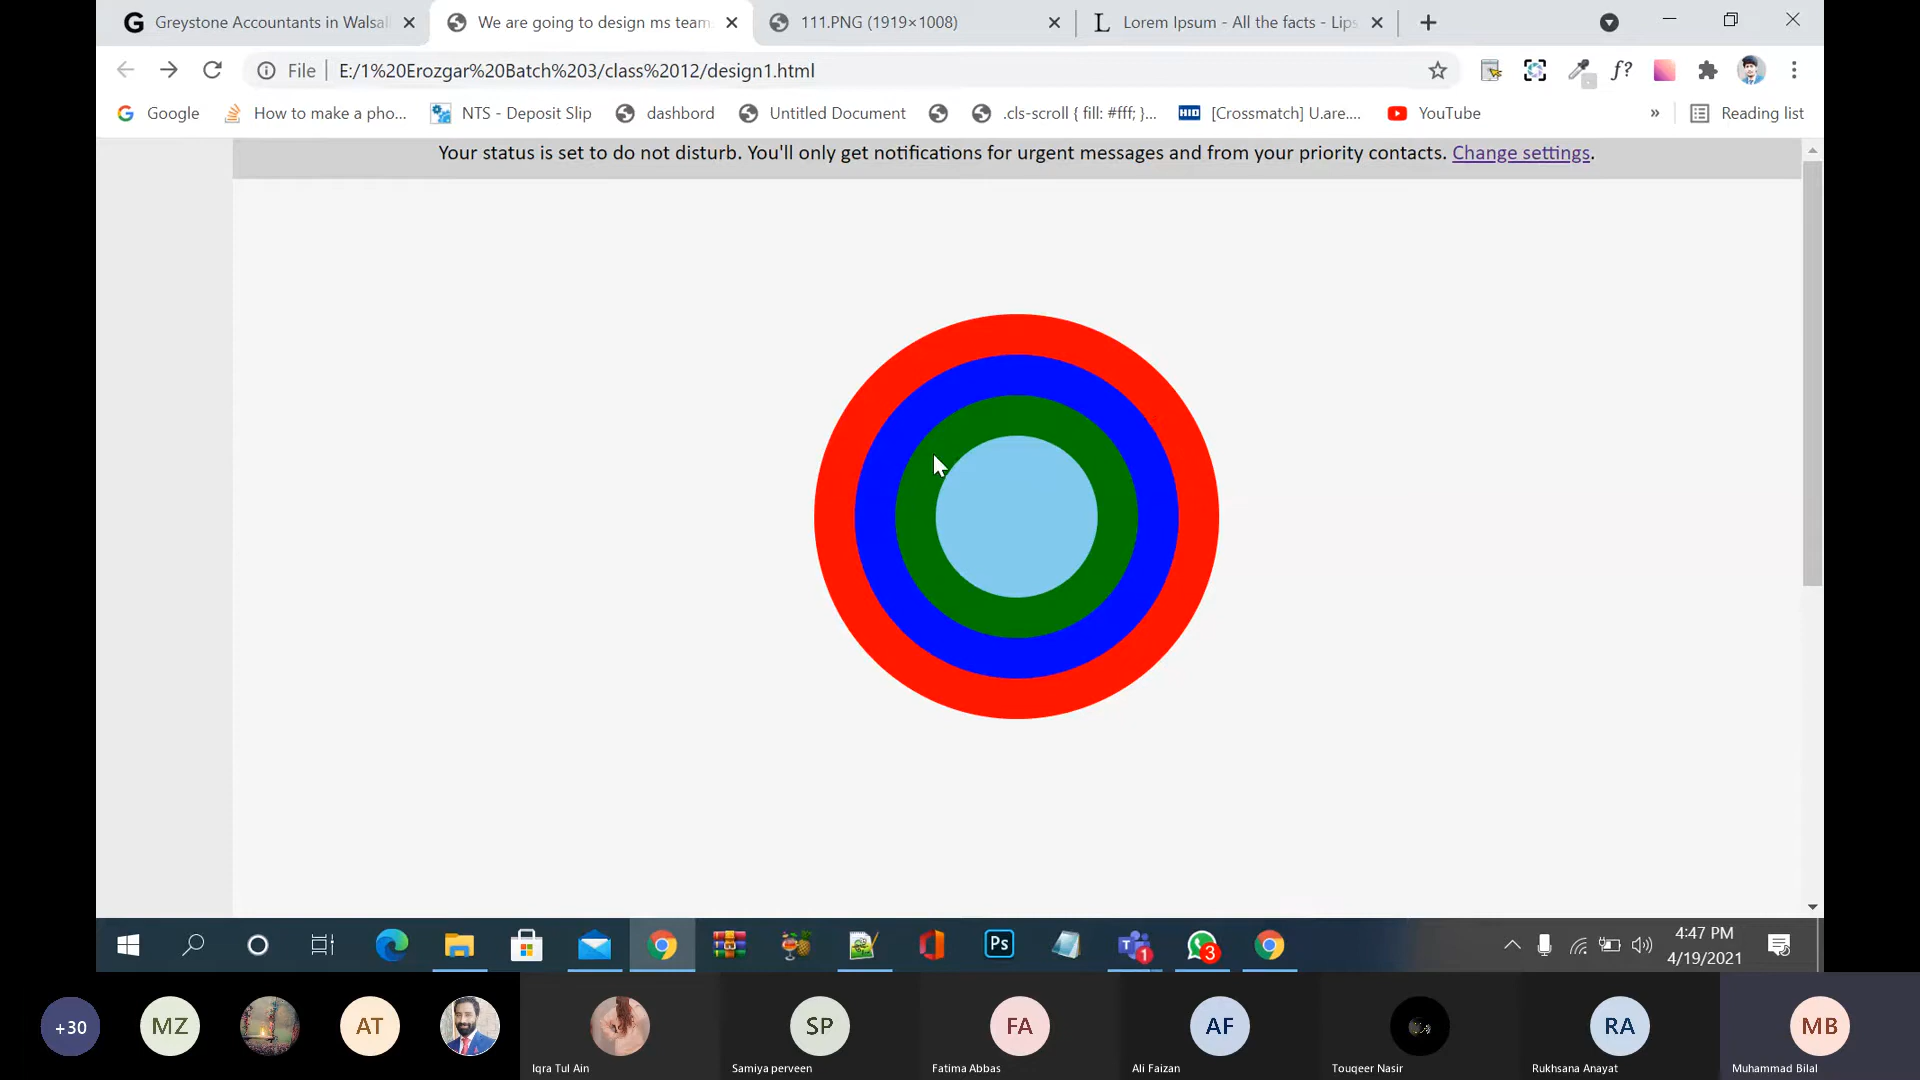 G Greystone Accountants in Walsal
We are going to design ms team
111.PNG (1919×1008)
L Lorem Ipsum - All the facts - Lips
File
E:/1%20Erozgar%20Batch%203/class%2012/design1.html
f?
Google
How to make a pho...
NTS - Deposit Slip
dashbord
Untitled Document
.cls-scroll { fill: #fff; }...
HID [Crossmatch] U.are....
YouTube
»
Reading list
Your status is set to do not disturb. You'll only get notifications for urgent messages and from your priority contacts. Change settings.
Ps
T 1
3
4:47 PM
4/19/2021
+30
MZ
AT
SP
FA
AF
RA
MB
Iqra Tul Ain
Samiya perveen
Fatima Abbas
Ali Faizan
Touqeer Nasir
Rukhsana Anayat
Muhammad Bilal